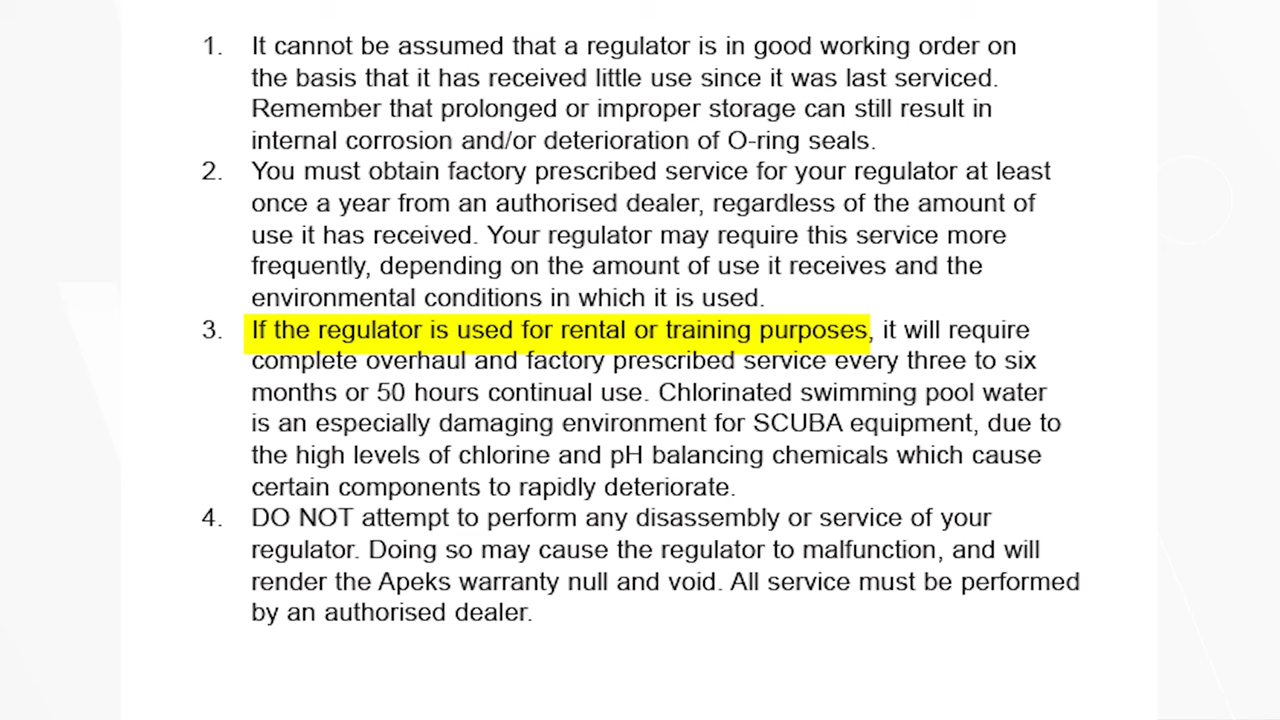 1. It cannot be assumed that a regulator is in good working order on
the basis that it has received little use since it was last serviced.
Remember that prolonged or improper storage can still result in
internal corrosion and/or deterioration of O-ring seals.
2. You must obtain factory prescribed service for your regulator at least
once a year from an authorised dealer, regardless of the amount of
use it has received. Your regulator may require this service more
frequently, depending on the amount of use it receives and the
environmental conditions in which it is used.
3. If the regulator is used for rental or training purposes, it will require
complete overhaul and factory prescribed service every three to six
months or 50 hours continual use. Chlorinated swimming pool water
is an especially damaging environment for SCUBA equipment, due to
the high levels of chlorine and pH balancing chemicals which cause
certain components to rapidly deteriorate.
4. DO NOT attempt to perform any disassembly or service of your
regulator. Doing so may cause the regulator to malfunction, and will
render the Apeks warranty null and void. All service must be performed
by an authorised dealer.